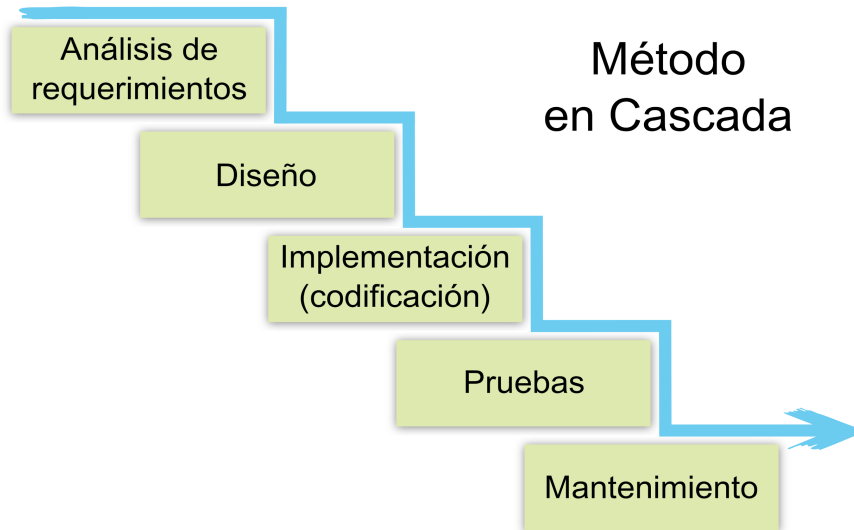 Análisis de
requerimientos
Método
en Cascada
Diseño
Implementación
(codificación)
Pruebas
Mantenimiento